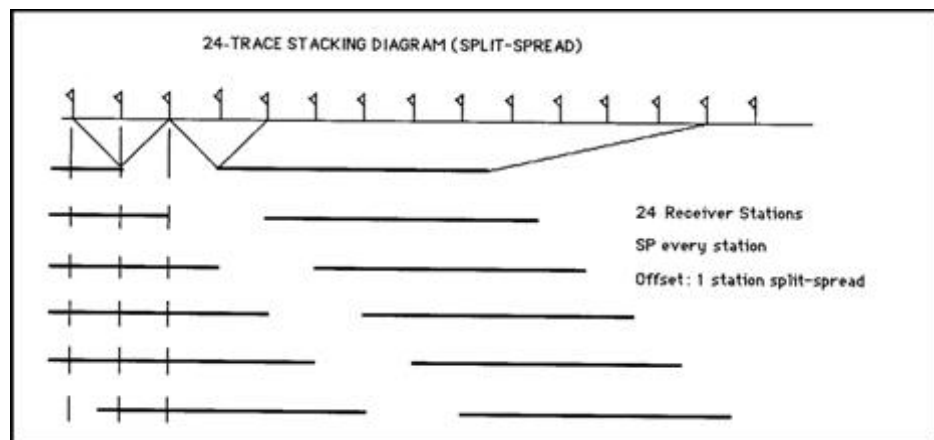 24-TRACE STACKING DIAGRAM (SPLIT-SPREAD)
24 Receiver Stations
SP every station
Offset: 1 station split-spread